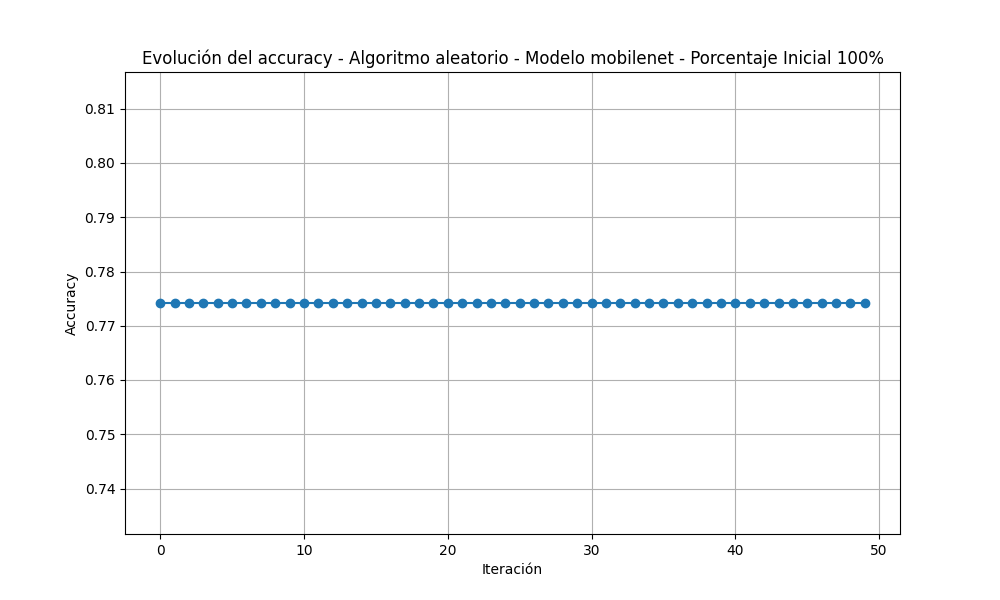 Evolución del accuracy - Algoritmo aleatorio - Modelo mobilenet - Porcentaje Inicial 100%
0.81
0.80
0.79
0.78
0.77
0.76
0.75
0.74
Accuracy
0 10 20 30 40 50
Iteración